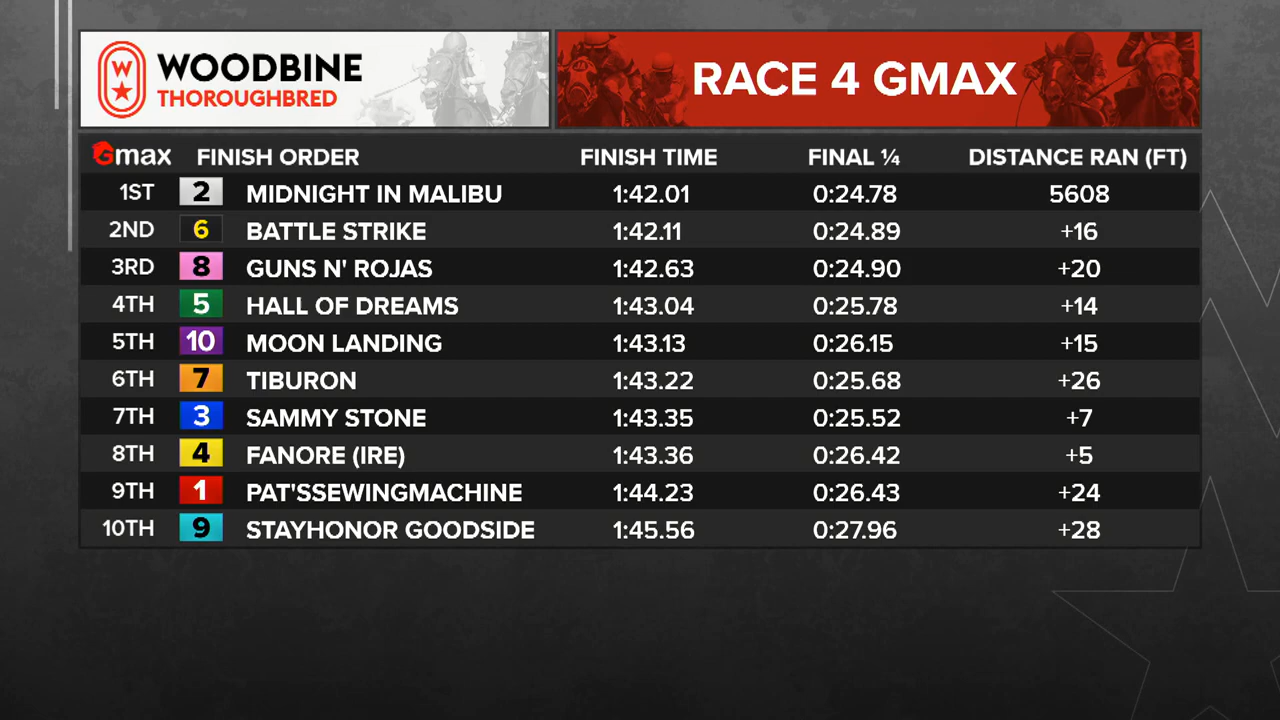 W
WOODBINE
THOROUGHBRED
RACE 4 GMAX
Gmax FINISH ORDER FINISH TIME FINAL ¼ DISTANCE RAN (FT)
1ST 2 MIDNIGHT IN MALIBU 1:42.01 0:24.78 5608
2ND 6 BATTLE STRIKE 1:42.11 0:24.89 +16
3RD 8 GUNS N' ROJAS 1:42.63 0:24.90 +20
4TH 5 HALL OF DREAMS 1:43.04 0:25.78 +14
5TH 10 MOON LANDING 1:43.13 0:26.15 +15
6TH 7 TIBURON 1:43.22 0:25.68 +26
7TH 3 SAMMY STONE 1:43.35 0:25.52 +7
8TH 4 FANORE (IRE) 1:43.36 0:26.42 +5
9TH 1 PAT'SSEWINGMACHINE 1:44.23 0:26.43 +24
10TH 9 STAYHONOR GOODSIDE 1:45.56 0:27.96 +28